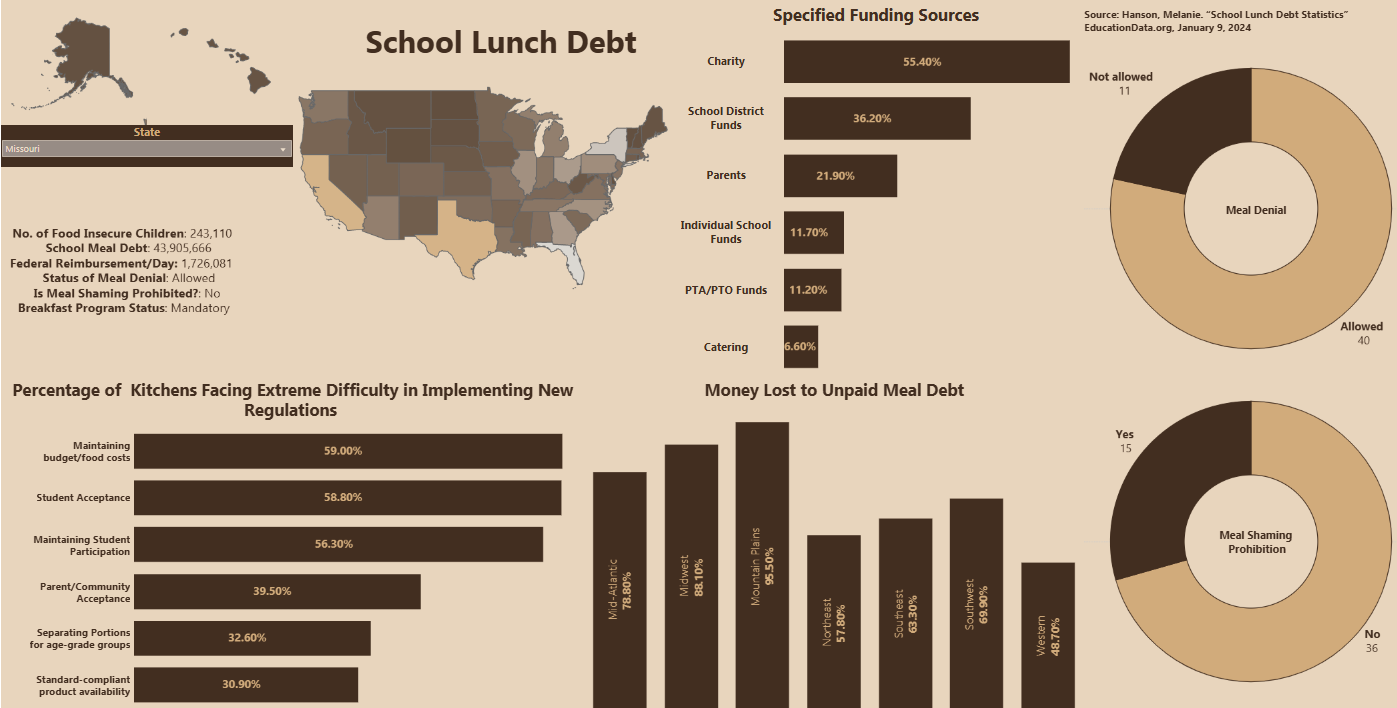 School Lunch Debt
State
Missouri
No. of Food Insecure Children: 243,110
School Meal Debt: 43,905,666
Federal Reimbursement/Day: 1,726,081
Status of Meal Denial: Allowed
Is Meal Shaming Prohibited?: No
Breakfast Program Status: Mandatory
Specified Funding Sources
Charity
55.40%
School District
Funds
36.20%
Parents
21.90%
Individual School
Funds
11.70%
PTA/PTO Funds
11.20%
Catering
6.60%
Source: Hanson, Melanie. “School Lunch Debt Statistics”
EducationData.org, January 9, 2024
Not allowed
11
Meal Denial
Allowed
40
Percentage of  Kitchens Facing Extreme Difficulty in Implementing New
Regulations
Maintaining
budget/food costs
59.00%
Student Acceptance
58.80%
Maintaining Student
Participation
56.30%
Parent/Community
Acceptance
39.50%
Separating Portions
for age-grade groups
32.60%
Standard-compliant
product availability
30.90%
Money Lost to Unpaid Meal Debt
Mid-Atlantic
78.80%
Midwest
88.10%
Mountain Plains
95.50%
Northeast
57.80%
Southeast
63.30%
Southwest
69.90%
Western
48.70%
Yes
15
Meal Shaming
Prohibition
No
36